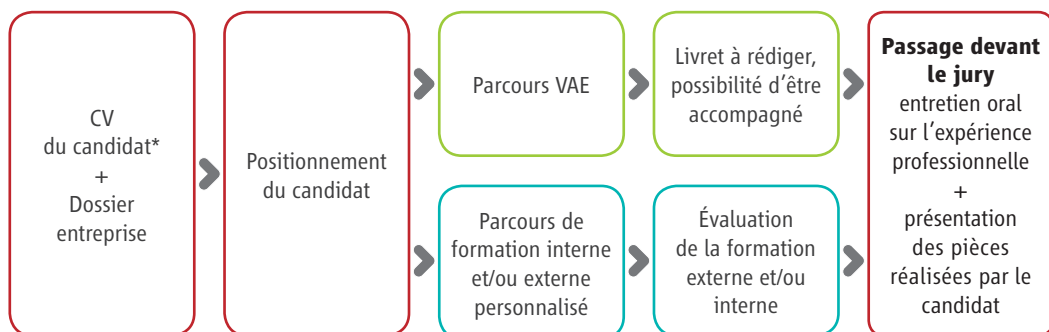 CV
du candidat*
+
Dossier
entreprise
Positionnement
du candidat
Parcours VAE
Livret à rédiger,
possibilité d'être
accompagné
Parcours de
formation interne
et/ou externe
personnalisé
Évaluation
de la formation
externe et/ou
interne
Passage devant
le jury
entretien oral
sur l'expérience
professionnelle
+
présentation
des pièces
réalisées par le
candidat